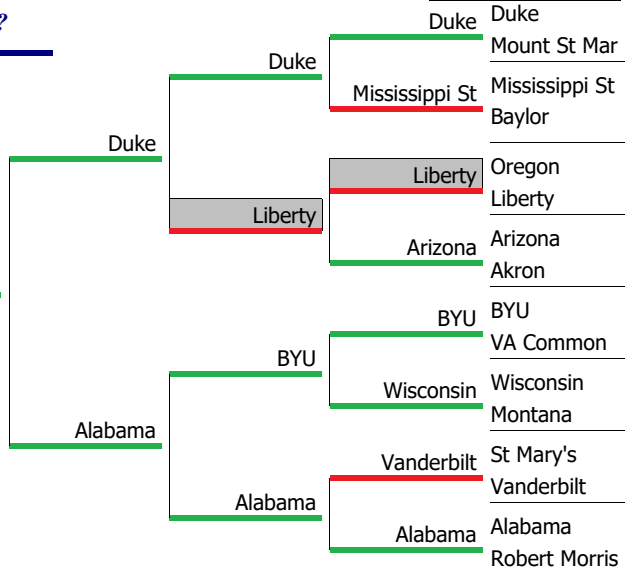 ?
Duke
Mount St Mar
Mississippi St
Baylor
Oregon
Liberty
Arizona
Akron
BYU
VA Common
Wisconsin
Montana
St Mary's
Vanderbilt
Alabama
Robert Morris
Duke
Mississippi St
Liberty
Arizona
BYU
Wisconsin
Vanderbilt
Alabama
Duke
Liberty
BYU
Alabama
Duke
Alabama